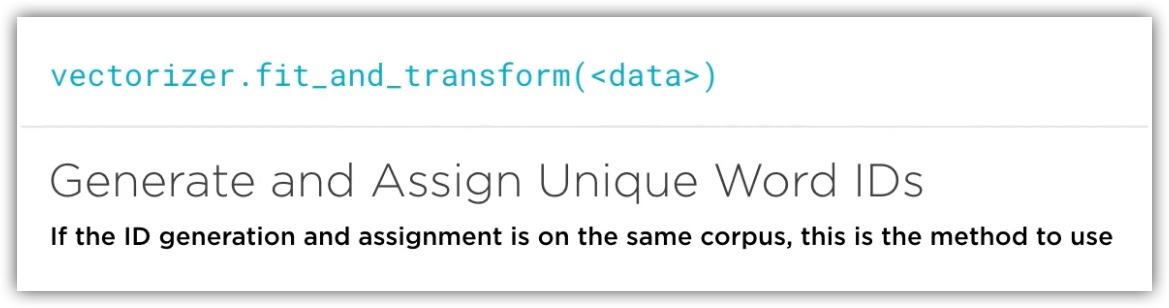 vectorizer.fit_and_transform(<data>)
Generate and Assign Unique Word IDs
If the ID generation and assignment is on the same corpus, this is the method to use